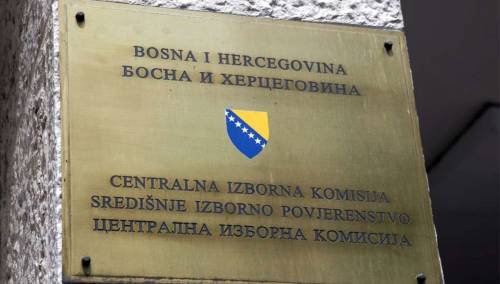 BOSNA I HERCEGOVINA
БОСНА И ХЕРЦЕГОВИНА
CENTRALNA IZBORNA KOMISIJA
SREDIŠNJE IZBORNO POVJERENSTVO
ЦЕНТРАЛНА ИЗБОРНА КОМИСИЈА